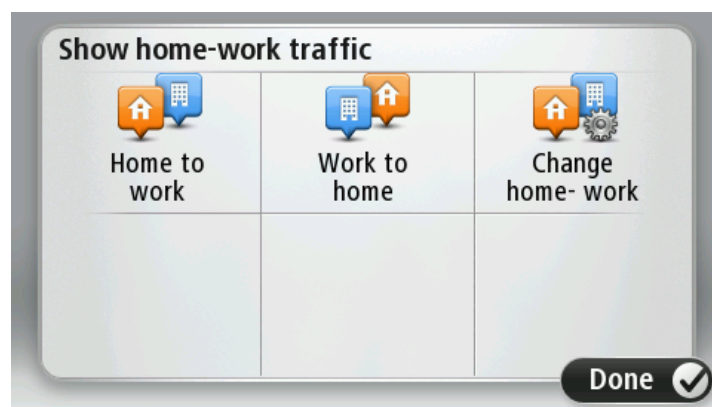 Show home-work traffic
Home to
work
Work to
home
Change
home- work
Done